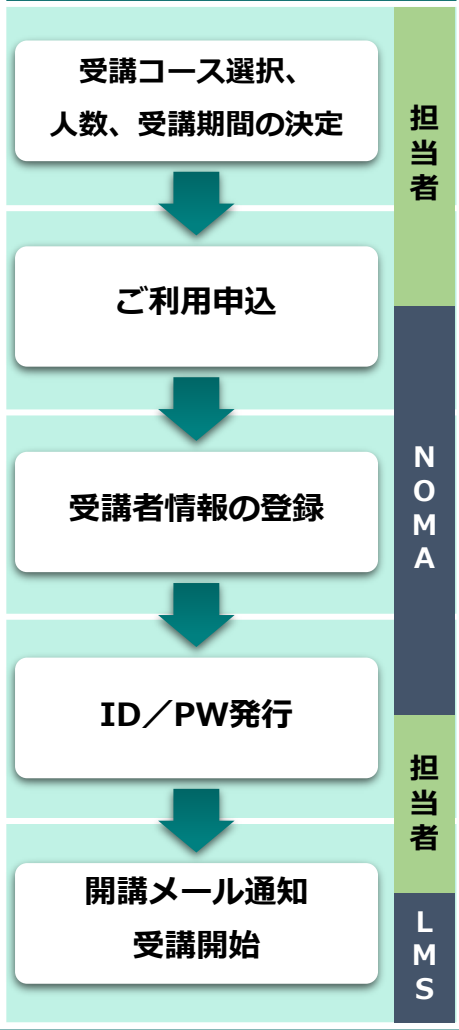 受講コース選択、
人数、受講期間の決定
ご利用申込
受講者情報の登録
ID／PW発行
開講メール通知
受講開始
担当者
NOMA
担当者
LMS